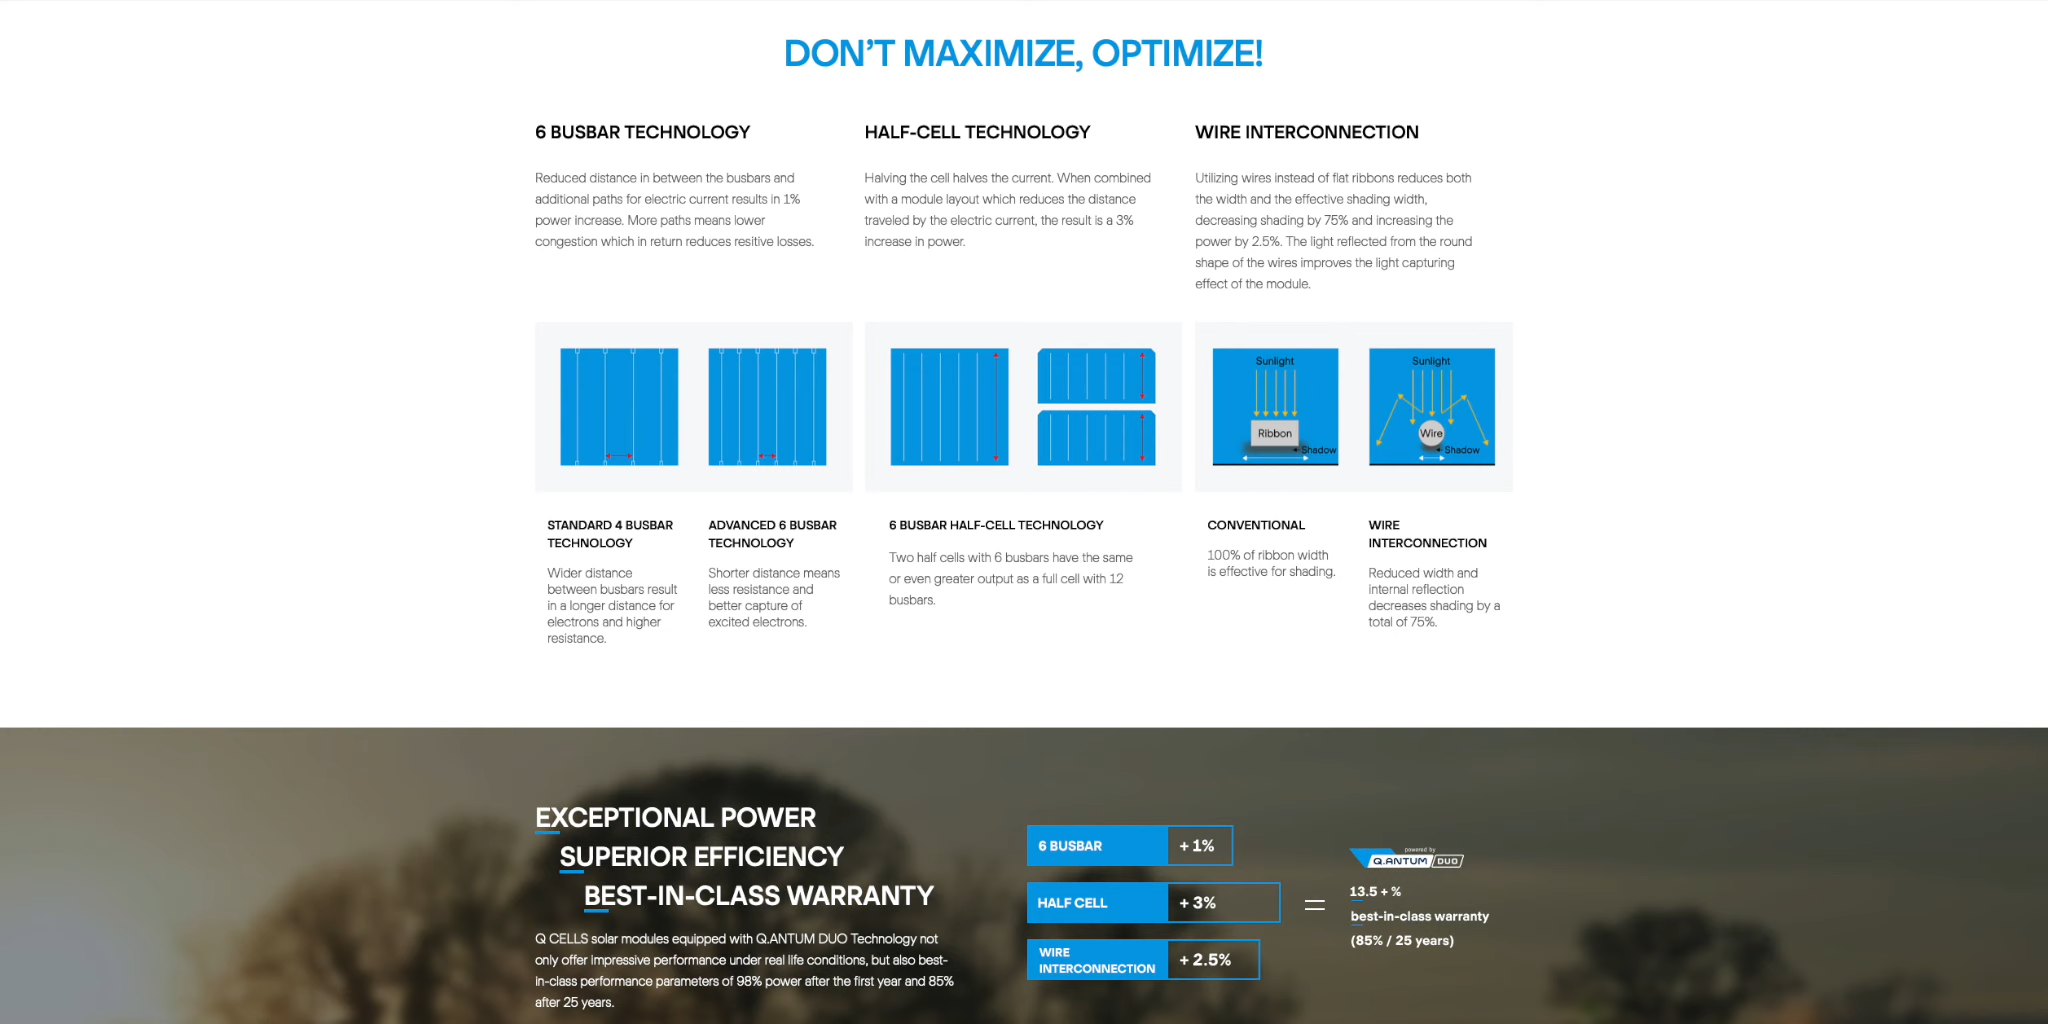 DON'T MAXIMIZE, OPTIMIZE!
6 BUSBAR TECHNOLOGY
Reduced distance in between the busbars and
additional paths for electric current results in 1%
power increase. More paths means lower
congestion which in return reduces resitive losses.
HALF-CELL TECHNOLOGY
Halving the cell halves the current. When combined
with a module layout which reduces the distance
traveled by the electric current, the result is a 3%
increase in power.
WIRE INTERCONNECTION
Utilizing wires instead of flat ribbons reduces both
the width and the effective shading width,
decreasing shading by 75% and increasing the
power by 2.5%. The light reflected from the round
shape of the wires improves the light capturing
effect of the module.
Sunlight
Ribbon
Shadow
Sunlight
Wire
Shadow
STANDARD 4 BUSBAR
TECHNOLOGY
Wider distance
between busbars result
in a longer distance for
electrons and higher
resistance.
ADVANCED 6 BUSBAR
TECHNOLOGY
Shorter distance means
less resistance and
better capture of
excited electrons.
6 BUSBAR HALF-CELL TECHNOLOGY
Two half cells with 6 busbars have the same
or even greater output as a full cell with 12
busbars.
CONVENTIONAL
100% of ribbon width
is effective for shading.
WIRE
INTERCONNECTION
Reduced width and
internal reflection
decreases shading by a
total of 75%.
EXCEPTIONAL POWER
SUPERIOR EFFICIENCY
BEST-IN-CLASS WARRANTY
Q CELLS solar modules equipped with Q.ANTUM DUO Technology not
only offer impressive performance under real life conditions, but also best-
in-class performance parameters of 98% power after the first year and 85%
after 25 years.
6 BUSBAR + 1%
HALF CELL + 3%
WIRE
INTERCONNECTION + 2.5%
=
powered by
Q.ANTUM DUO
13.5 + %
best-in-class warranty
(85% / 25 years)